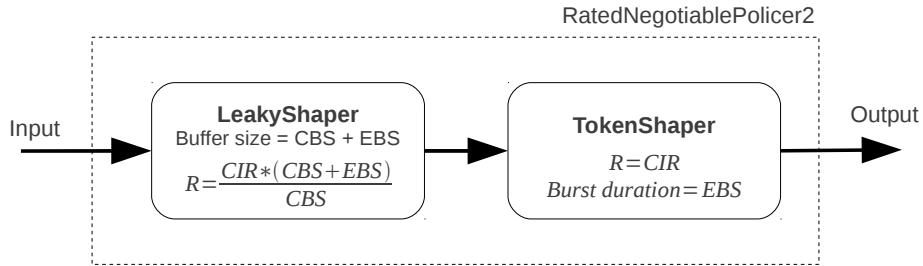 RatedNegotiablePolicer2
Input
LeakyShaper
Buffer size = CBS + EBS
R=CIR*(CBS+EBS)/CBS
TokenShaper
R=CIR
Burst duration=EBS
Output